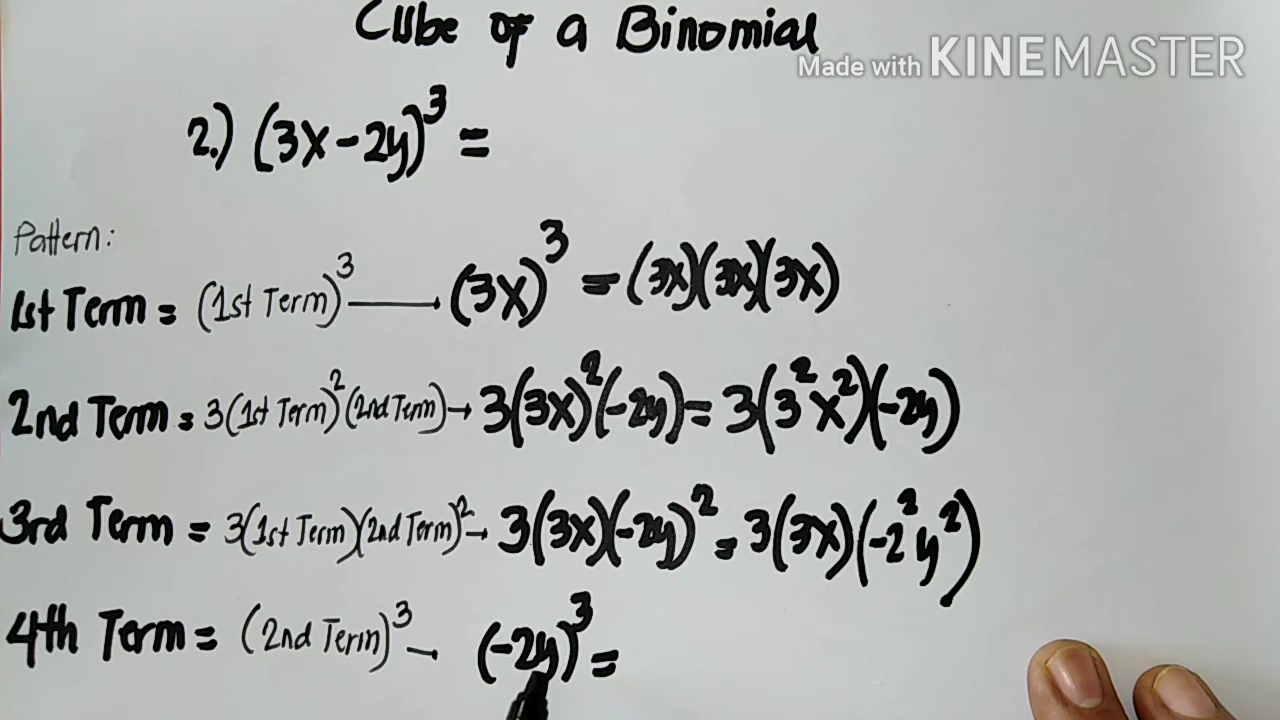 Cube of a Binomial
Made with KINEMASTER
2.) (3x-2y)³ =
Pattern:
1st Term = (1st Term)³ (3x)³ = (3x)(3x)(3x)
2nd Term = 3(1st Term)²(2nd Term) → 3(3x)²(-2y) = 3(3²x²)(-2y)
3rd Term = 3(1st Term)(2nd Term)² → 3(3x)(-2y)² = 3(3x)(-2²y²)
4th Term = (2nd Term)³ → (-2y)³ =